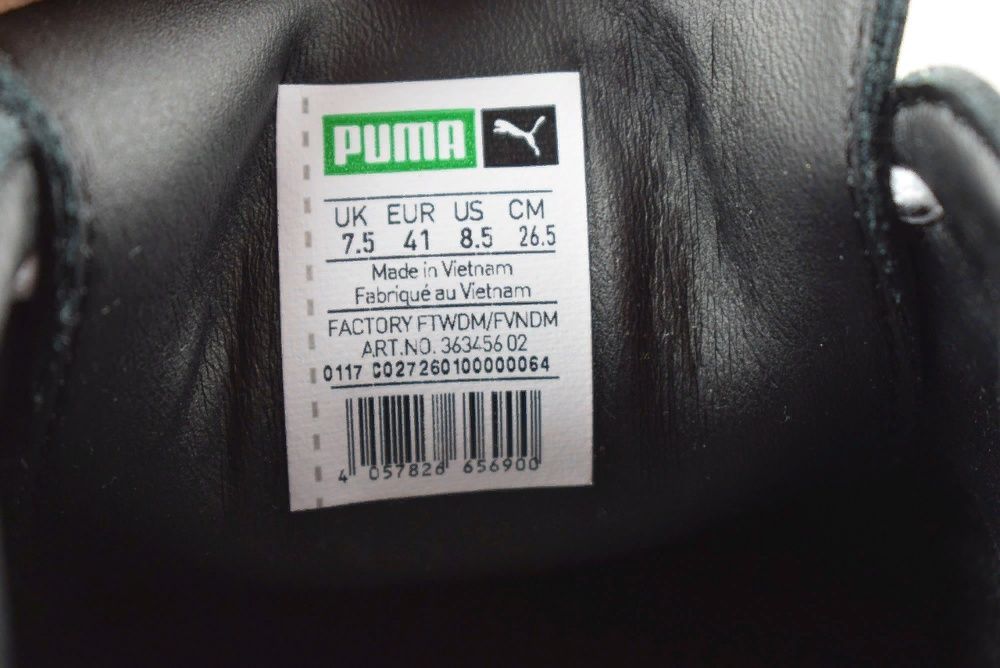 PUMA
UK EUR US CM
7.5 41 8.5 26.5
Made in Vietnam
Fabriqué au Vietnam
FACTORY FTWDM/FVNDM
ART.NO. 363456 02
0117 C027260100000064
4 057826 656900